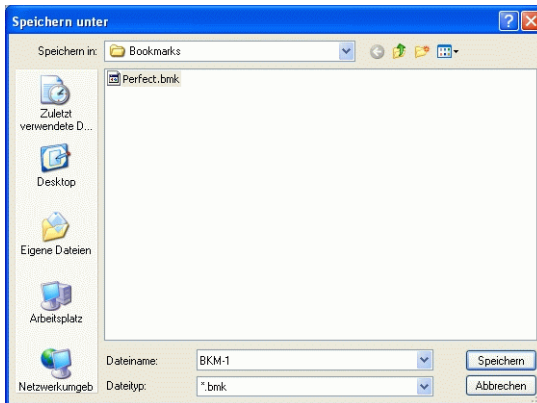 Speichern unter
Speichern in: Bookmarks
Perfect.bmk
Zuletzt
verwendete D...
Desktop
Eigene Dateien
Arbeitsplatz
Netzwerkumgeb
Dateiname: BKM-1 Speichern
Dateityp: *.bmk Abbrechen